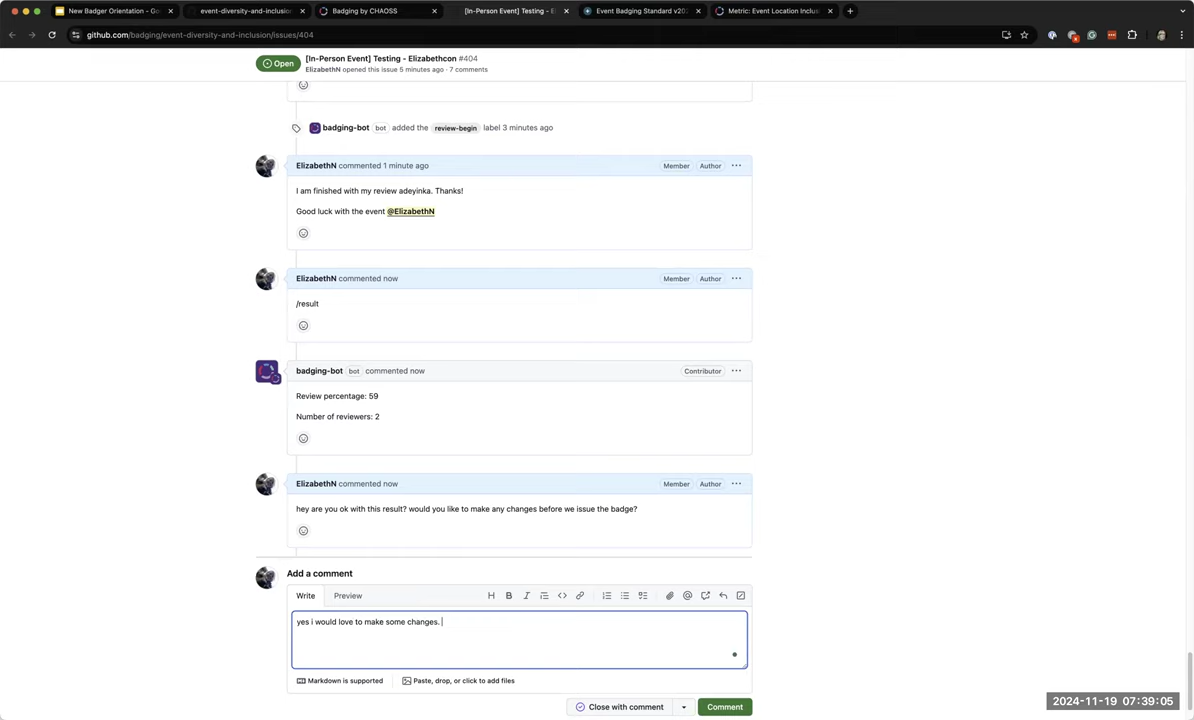 New Badger Orientation - Go
event-diversity-and-inclusion
Badging by CHAOSS
[In-Person Event] Testing - E
Event Badging Standard v202
Metric: Event Location Inclus
github.com/badging/event-diversity-and-inclusion/issues/404
Open
[In-Person Event] Testing - Elizabethcon #404
ElizabethN opened this issue 5 minutes ago · 7 comments
badging-bot bot added the review-begin label 3 minutes ago
ElizabethN commented 1 minute ago
Member Author
I am finished with my review adeyinka. Thanks!
Good luck with the event @ElizabethN
ElizabethN commented now
Member Author
/result
badging-bot bot commented now
Contributor
Review percentage: 59
Number of reviewers: 2
ElizabethN commented now
Member Author
hey are you ok with this result? would you like to make any changes before we issue the badge?
Add a comment
Write Preview
yes i would love to make some changes.
Markdown is supported
Paste, drop, or click to add files
Close with comment
Comment
2024-11-19 07:39:05